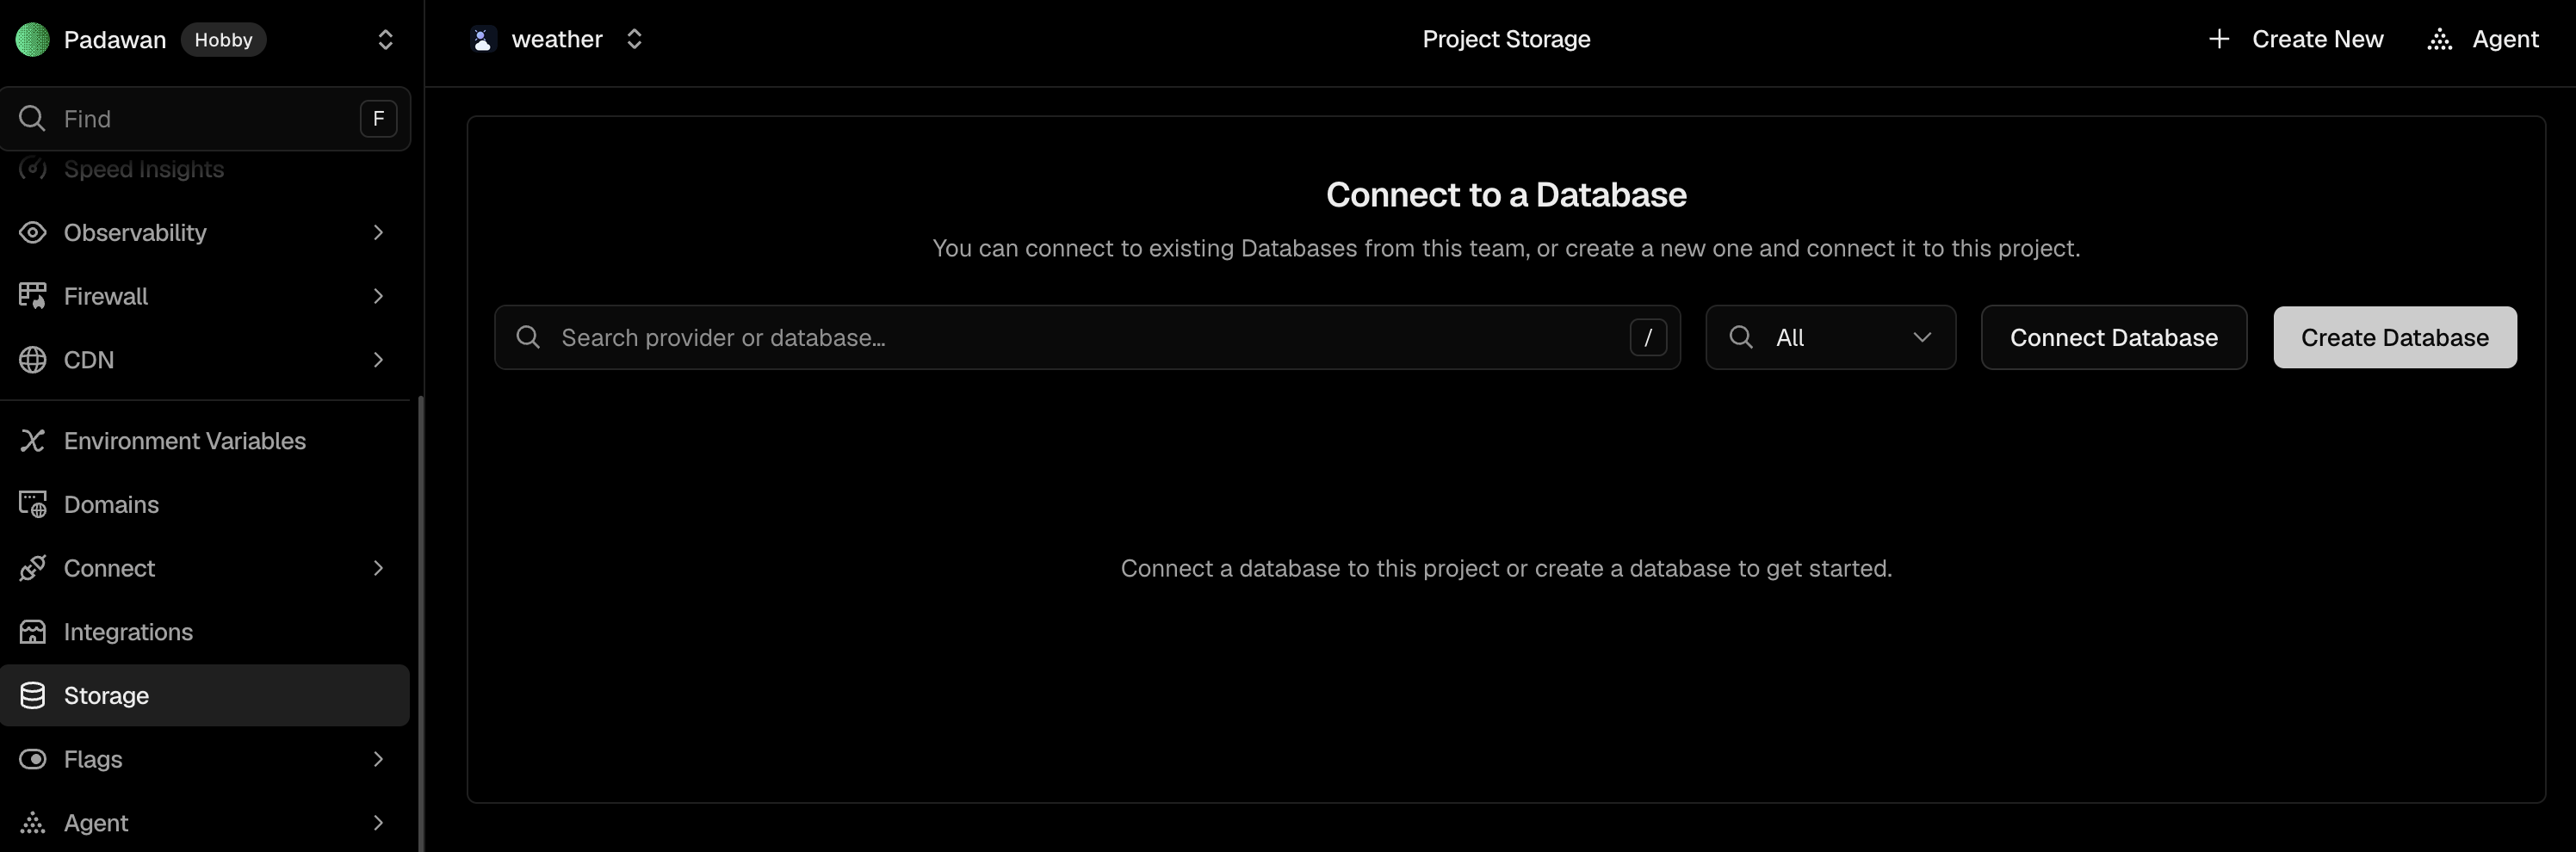 Padawan Hobby
Find F
Speed Insights
Observability
Firewall
CDN
Environment Variables
Domains
Connect
Integrations
Storage
Flags
Agent
weather
Project Storage
Create New
Agent
Connect to a Database
You can connect to existing Databases from this team, or create a new one and connect it to this project.
Search provider or database... /
All
Connect Database
Create Database
Connect a database to this project or create a database to get started.